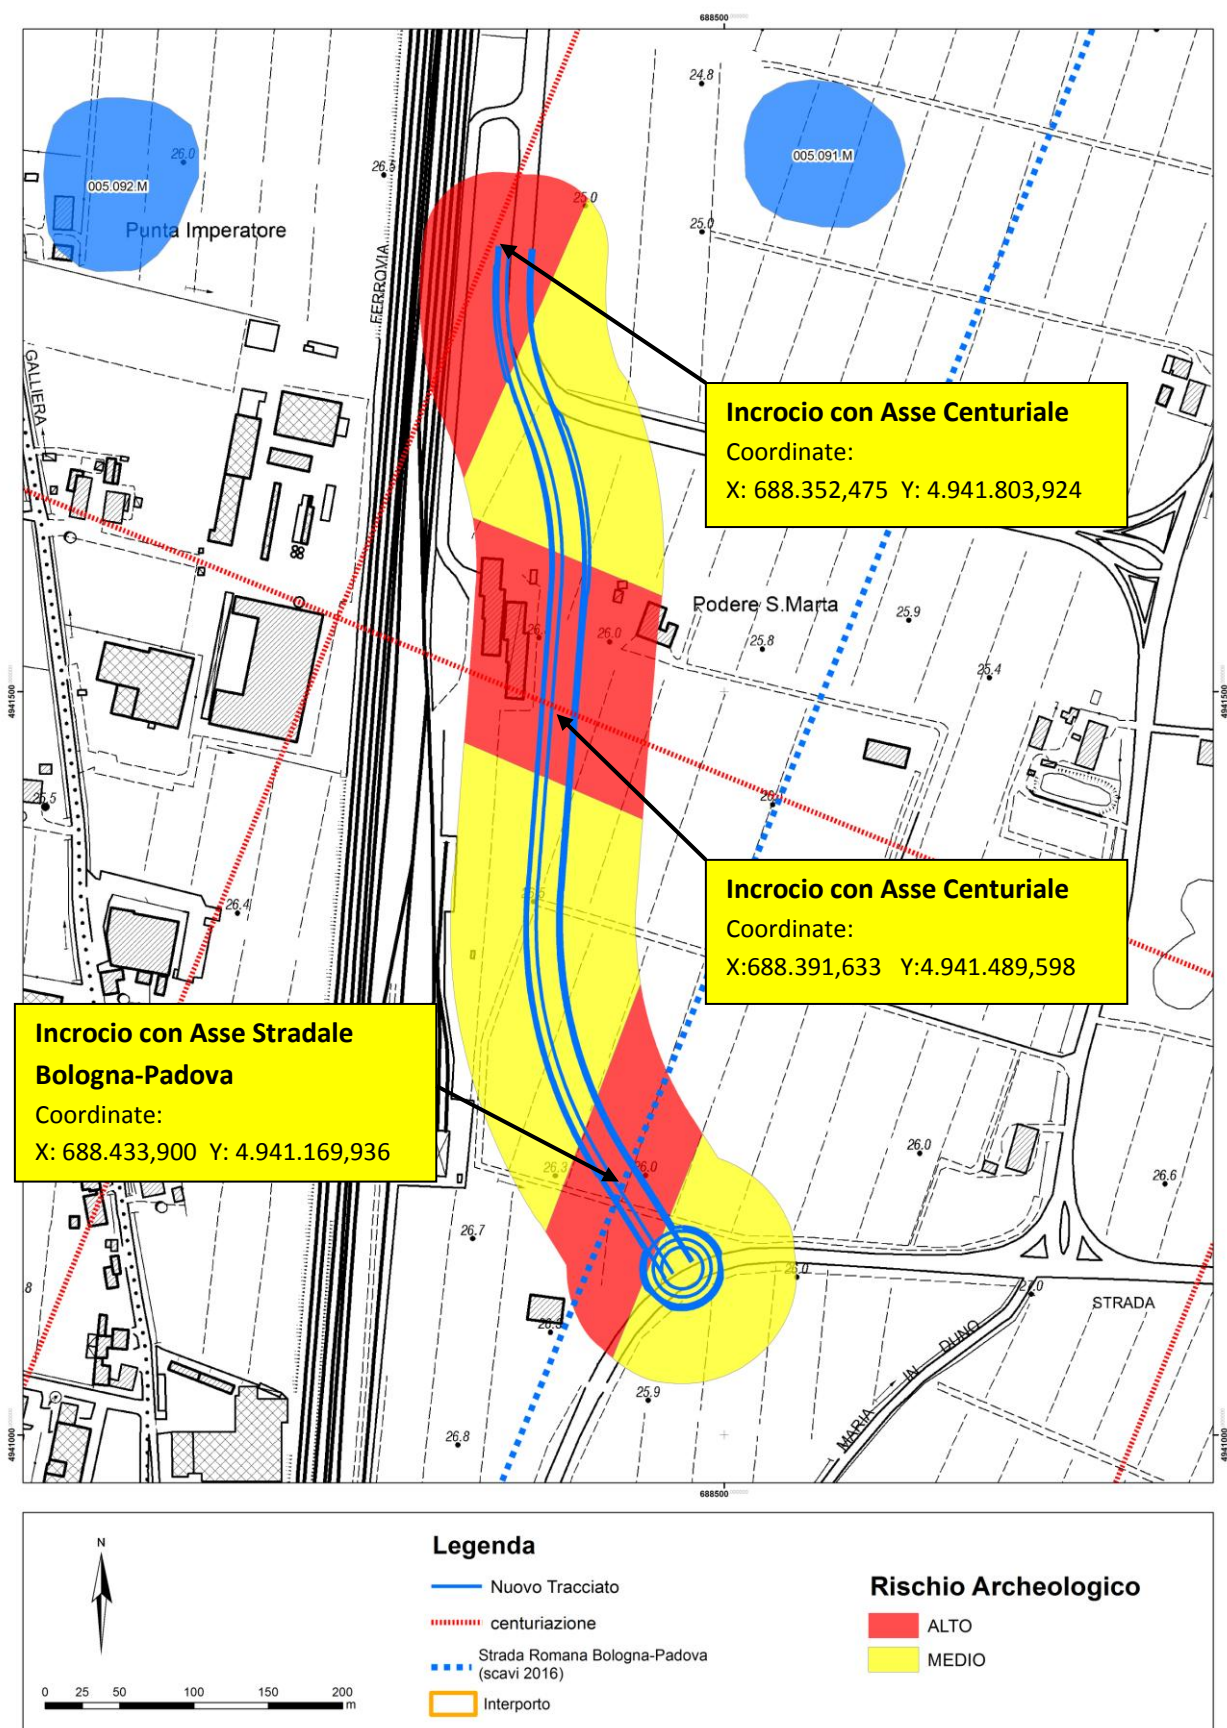 688500
24.8
26.0
005.092.M
Punta Imperatore
26.5
005.091.M
25.0
25.0
FERROVIA
GALLIERA
Incrocio con Asse Centuriale
Coordinate:
X: 688.352,475 Y: 4.941.803,924
Podere S.Marta
25.9
26.0
25.8
25.4
4941500
4941500
25.5
26.5
26.4
Incrocio con Asse Centuriale
Coordinate:
X:688.391,633 Y:4.941.489,598
Incrocio con Asse Stradale
Bologna-Padova
Coordinate:
X: 688.433,900 Y: 4.941.169,936
26.3
26.0
26.0
26.6
26.7
27.0
STRADA
8
MARIA IN DUNO
25.9
26.8
4941000
4941000
688500
N
0 25 50 100 150 200
m
Legenda
Nuovo Tracciato
centuriazione
Strada Romana Bologna-Padova
(scavi 2016)
Interporto
Rischio Archeologico
ALTO
MEDIO